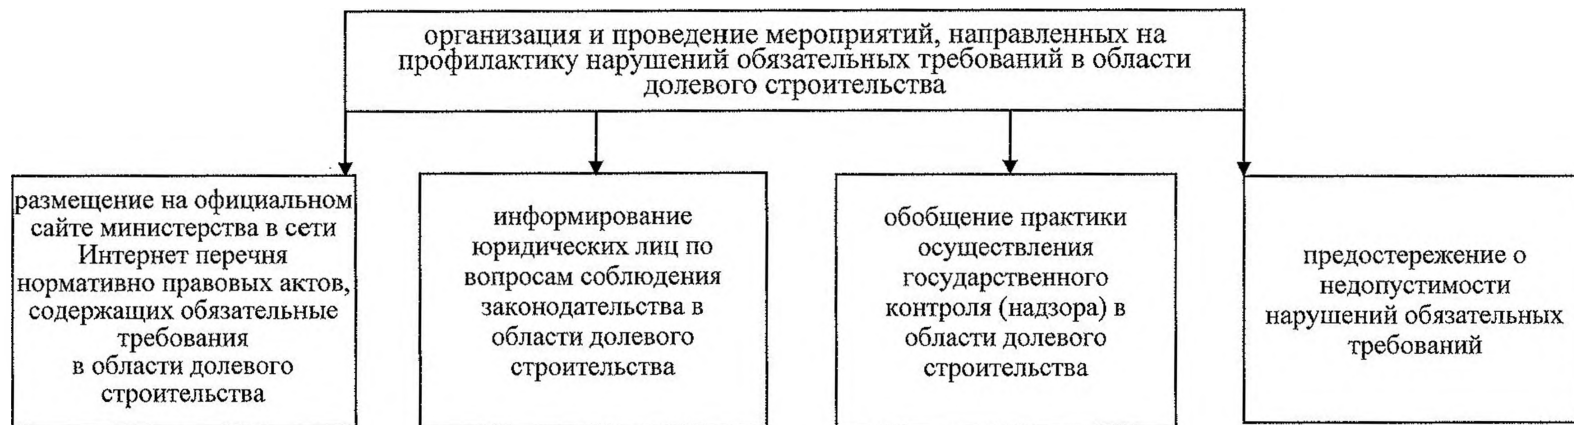 организация и проведение мероприятий, направленных на
профилактику нарушений обязательных требований в области
долевого строительства
размещение на официальном
сайте министерства в сети
Интернет перечня
нормативно правовых актов,
содержащих обязательные
требования
в области долевого
строительства
информирование
юридических лиц по
вопросам соблюдения
законодательства в
области долевого
строительства
обобщение практики
осуществления
государственного
контроля (надзора) в
области долевого
строительства
предостережение о
недопустимости
нарушений обязательных
требований